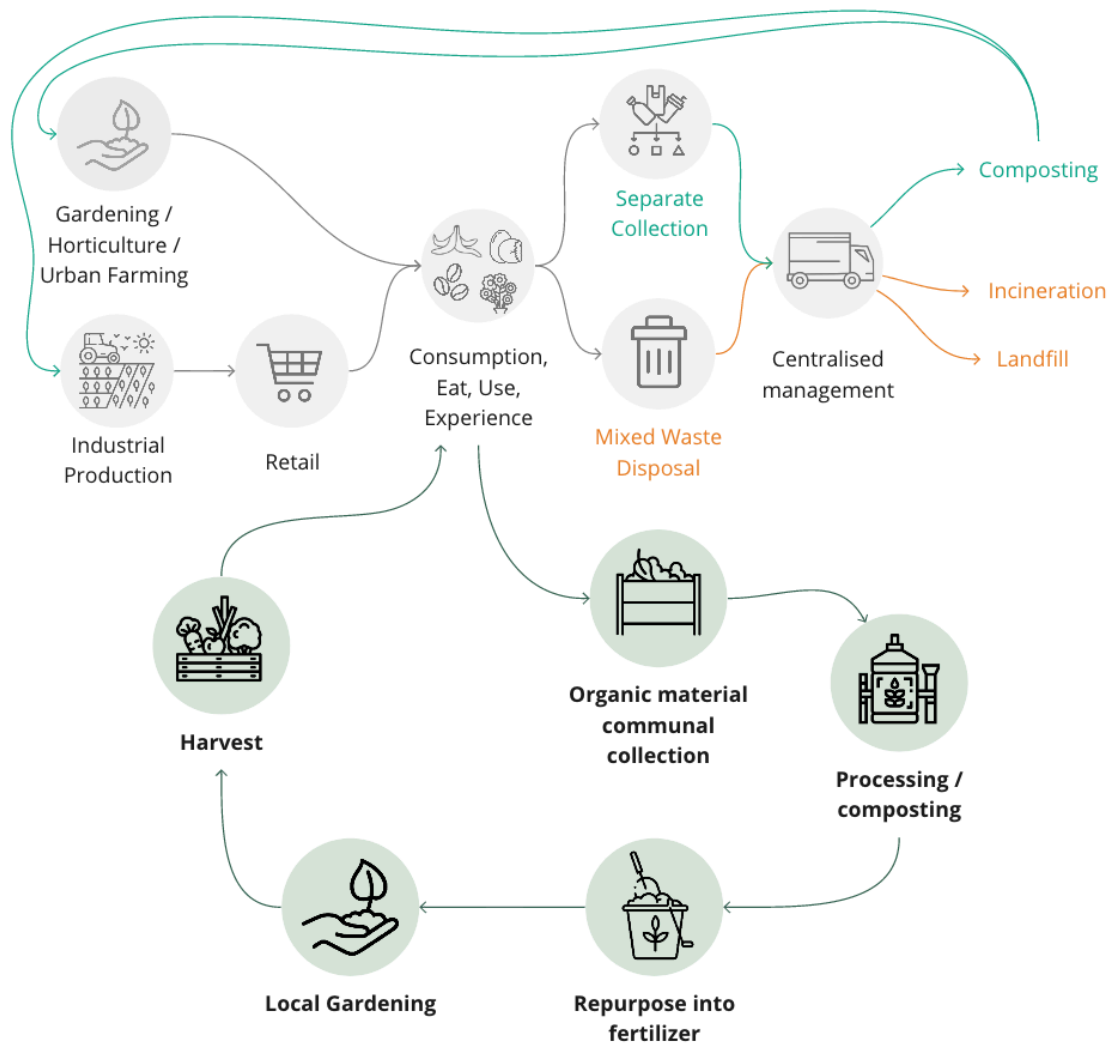 Gardening /
Horticulture /
Urban Farming
Separate
Collection
Composting
Incineration
Landfill
Consumption,
Eat, Use,
Experience
Centralised
management
Industrial
Production
Retail
Mixed Waste
Disposal
Organic material
communal
collection
Harvest
Processing /
composting
Local Gardening
Repurpose into
fertilizer